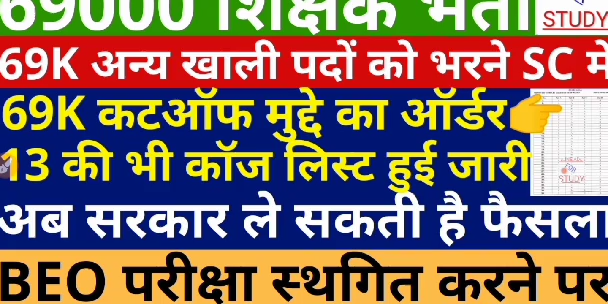 69000 शिक्षक भर्ती
STUDY
69K अन्य खाली पदों को भरने SC में
69K कटऑफ मुद्दे का ऑर्डर
13 की भी कॉज लिस्ट हुई जारी
STUDY
अब सरकार ले सकती है फैसला
BEO परीक्षा स्थगित करने पर